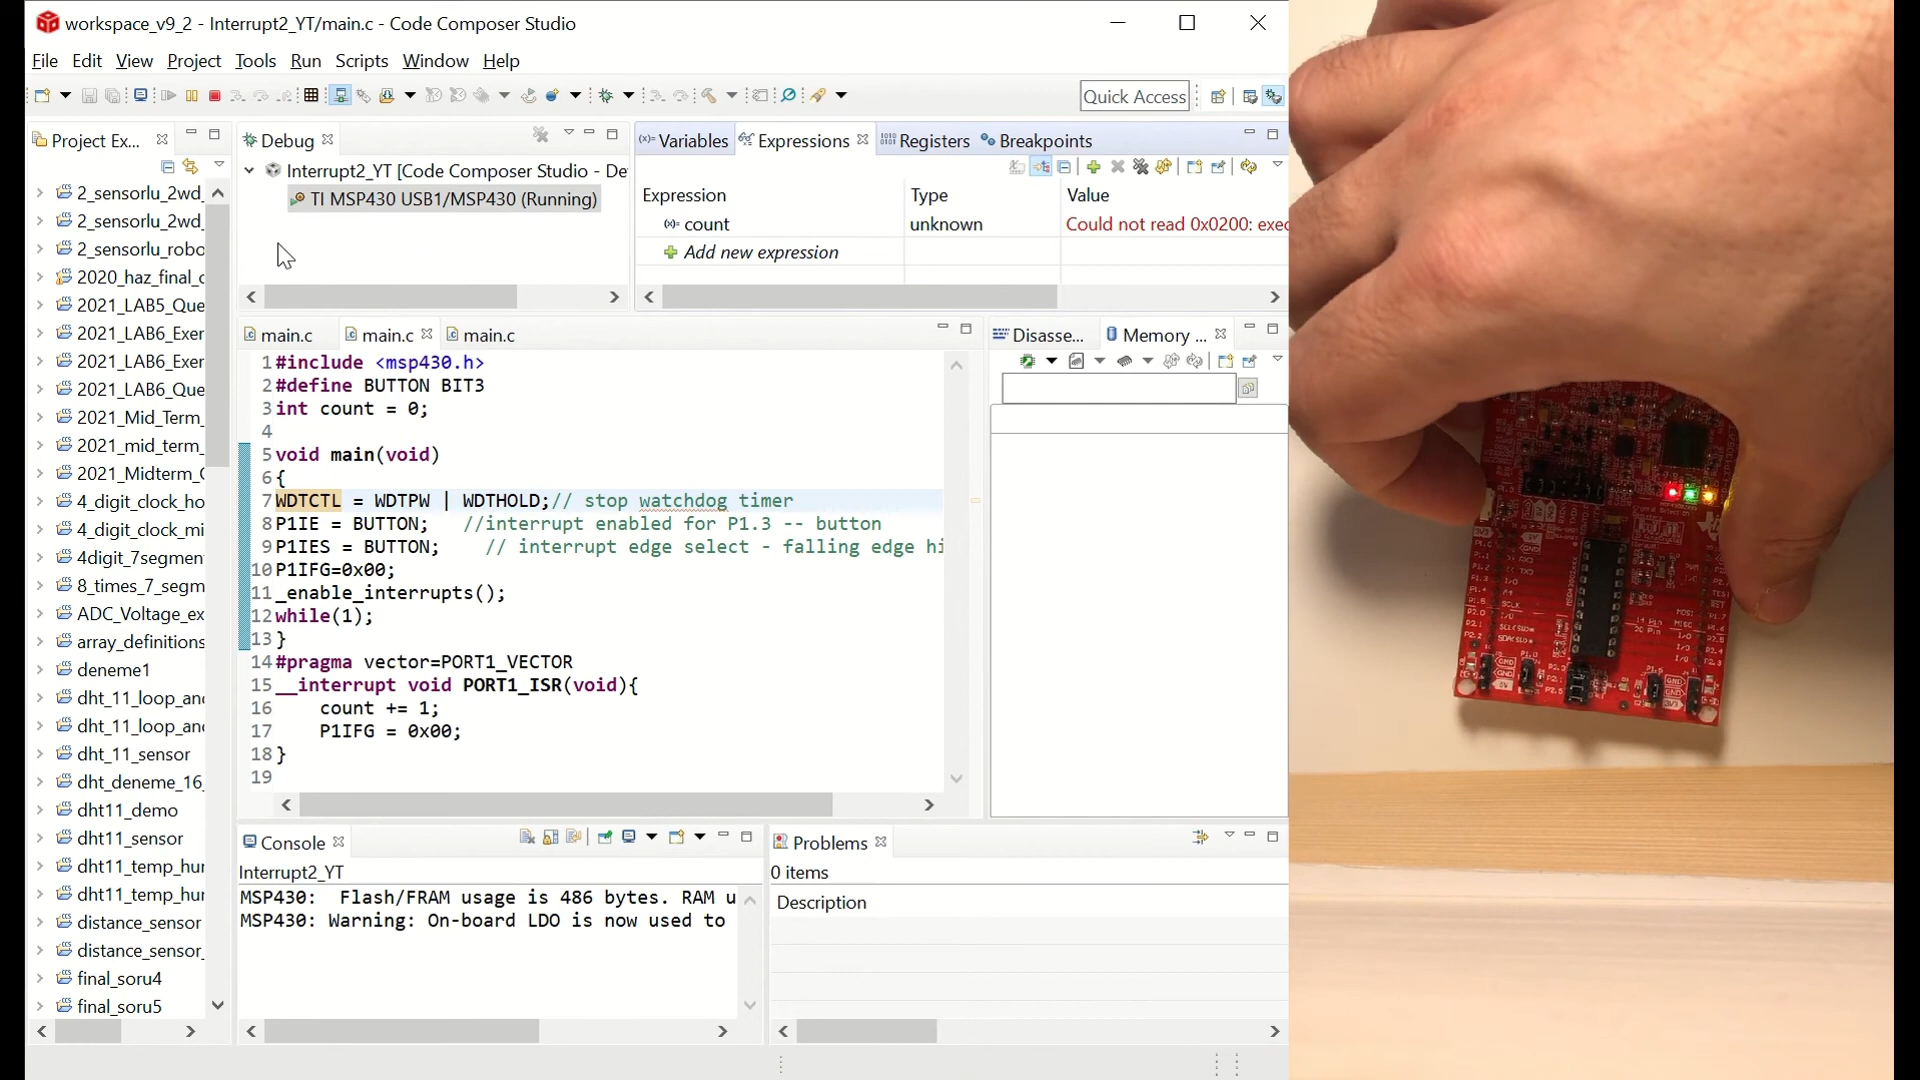 workspace_v9_2 - Interrupt2_YT/main.c - Code Composer Studio
File Edit View Project Tools Run Scripts Window Help
Quick Access
Project Ex...
2_sensorlu_2wd_
2_sensorlu_2wd_
2_sensorlu_robo
2020_haz_final_c
2021_LAB5_Que
2021_LAB6_Exer
2021_LAB6_Exer
2021_LAB6_Que
2021_Mid_Term_
2021_mid_term_
2021_Midterm_C
4_digit_clock_ho
4_digit_clock_mi
4digit_7segment
8_times_7_segm
ADC_Voltage_ex
array_definitions
deneme1
dht_11_loop_and
dht_11_loop_and
dht_11_sensor
dht_deneme_16_
dht11_demo
dht11_sensor
dht11_temp_hur
dht11_temp_hur
distance_sensor
distance_sensor_
final_soru4
final_soru5
Debug
Interrupt2_YT [Code Composer Studio - De
TI MSP430 USB1/MSP430 (Running)
Variables Expressions Registers Breakpoints
Expression Type Value
count unknown Could not read 0x0200: exec
Add new expression
main.c main.c main.c
1 #include <msp430.h>
2 #define BUTTON BIT3
3 int count = 0;
4
5 void main(void)
6 {
7 WDTCTL = WDTPW | WDTHOLD;// stop watchdog timer
8 P1IE = BUTTON; //interrupt enabled for P1.3 -- button
9 P1IES = BUTTON; // interrupt edge select - falling edge hi
10 P1IFG=0x00;
11 _enable_interrupts();
12 while(1);
13 }
14 #pragma vector=PORT1_VECTOR
15 __interrupt void PORT1_ISR(void){
16 count += 1;
17 P1IFG = 0x00;
18 }
19
Disasse... Memory ...
Console
Interrupt2_YT
MSP430: Flash/FRAM usage is 486 bytes. RAM u
MSP430: Warning: On-board LDO is now used to
Problems
0 items
Description